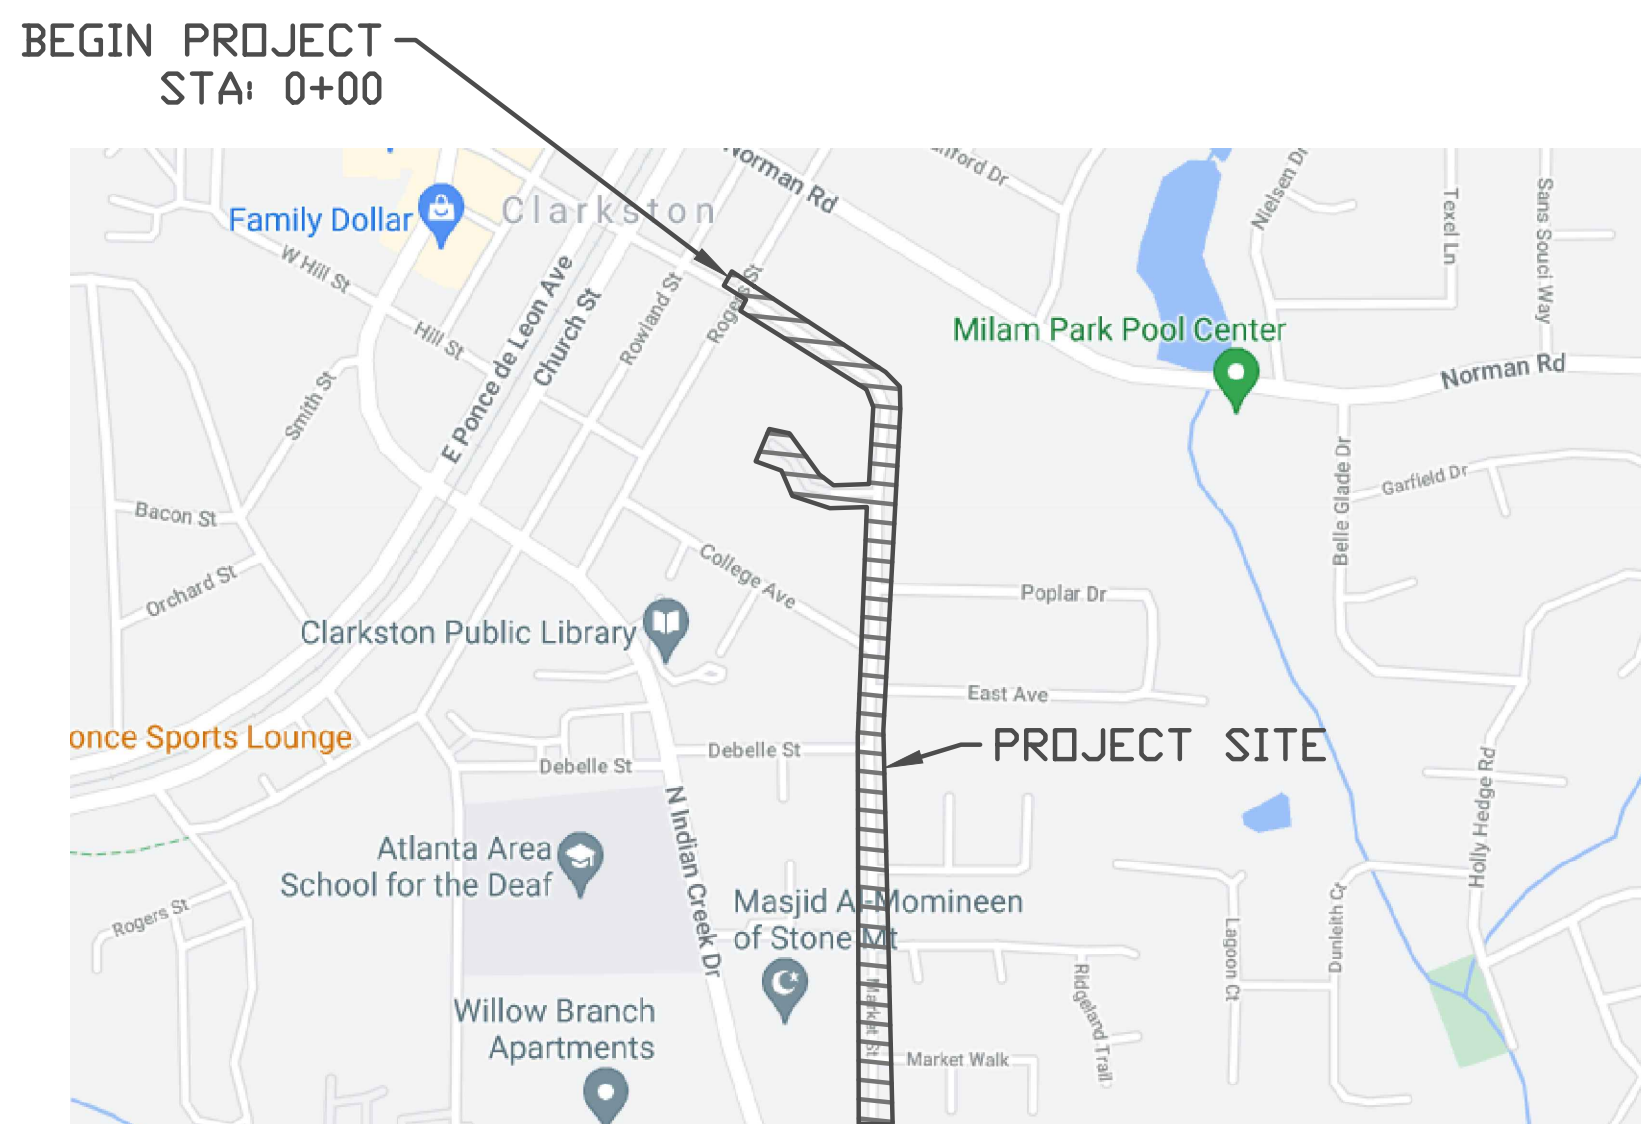 BEGIN PROJECT
STA: 0+00
Norman Rd
nford Dr
Nielsen Dr
Texel Ln
Sans Souci Way
Family Dollar
Clarkston
W Hill St
Hill St
E Ponce de Leon Ave
Church St
Rowland St
Rogers St
Milam Park Pool Center
Norman Rd
Smith St
Belle Glade Dr
Garfield Dr
Bacon St
Orchard St
College Ave
Poplar Dr
Clarkston Public Library
East Ave
once Sports Lounge
Debelle St
Debelle St
PROJECT SITE
Holly Hedge Rd
N Indian Creek Dr
Atlanta Area
School for the Deaf
Masjid Al-Momineen
of Stone Mt
Rogers St
Lagoon Ct
Dunleith Ct
Ridgeland Trail
Market St
Willow Branch
Apartments
Market Walk